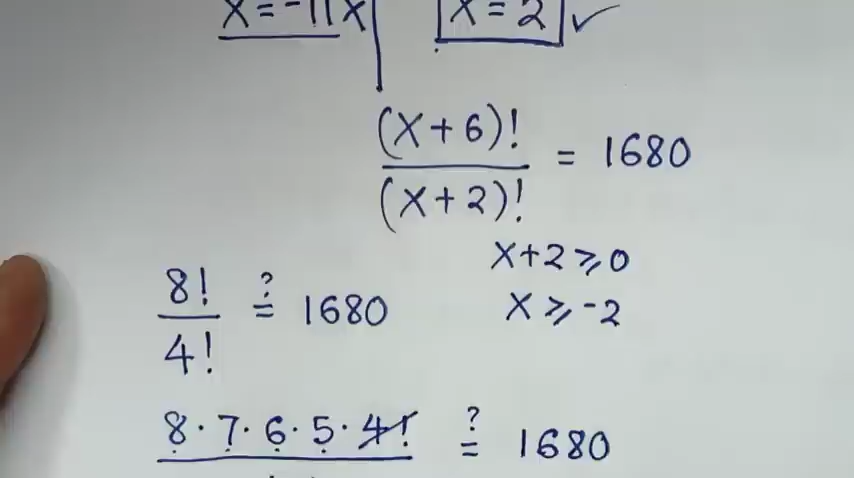 x = -11 x | x = 2 ✓
(x+6)! / (x+2)! = 1680
x+2 ⩾ 0
8! / 4! ≟ 1680
x ⩾ -2
8 · 7 · 6 · 5 · 4! ≟ 1680